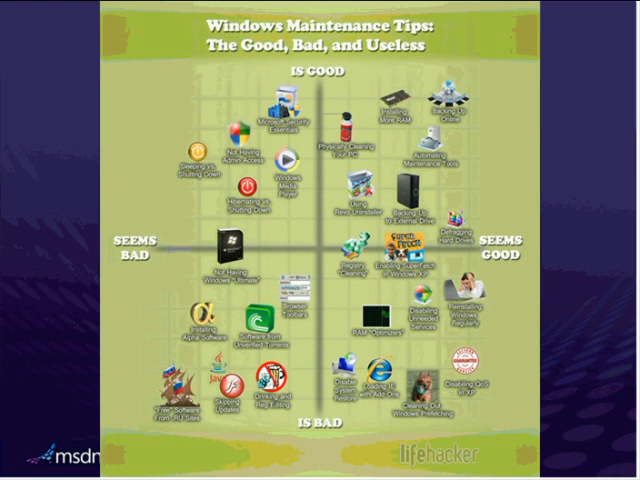 Windows Maintenance Tips:
The Good, Bad, and Useless
IS GOOD
Microsoft Security
Essentials
Installing
More RAM
Backing Up
Online
Not Having
Admin Access
Physically Cleaning
Your PC
Automating
Maintenance Tools
Sleeping vs.
Shutting Down
Windows
Media
Player
Hibernating vs.
Shutting Down
Using
Revo Uninstaller
Backing Up
to External Drive
Defragging
Hard Drives
SEEMS
BAD
SEEMS
GOOD
Not Having
Windows "Ultimate"
Registry
"Cleaning"
Enabling SuperFetch
in Windows XP
Browser
Toolbars
Disabling
Unneeded
Services
Reinstalling
Windows
Regularly
Installing
Alpha Software
Software from
Unverified Torrents
RAM "Optimizers"
Java
"Free" Software
From .RU Sites
Skipping
Updates
Drinking and
Reg Editing
Disable
System
Restore
Loading IE
with Add Ons
GUARANTEE
Disabling QoS
in XP
Cleaning Out
Windows Prefetching
IS BAD
msdn
lifehacker